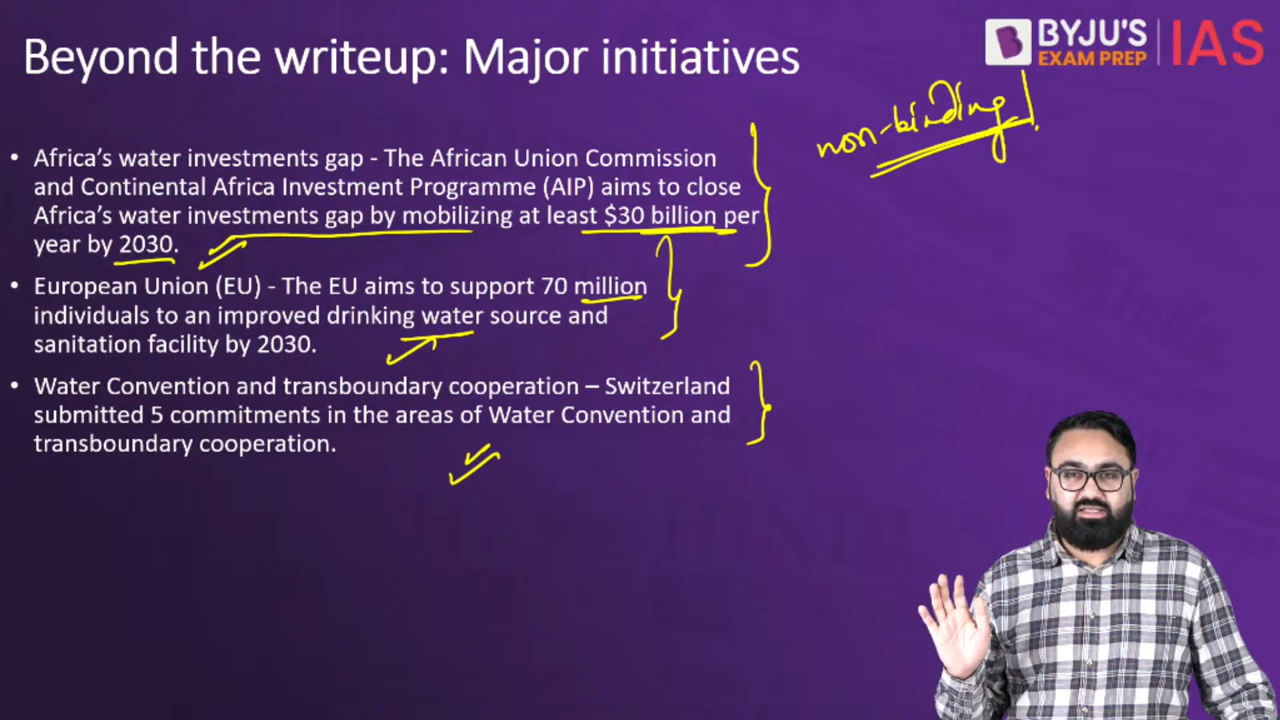 Beyond the writeup: Major initiatives
BYJU'S
EXAM PREP
IAS
non-binding!
• Africa's water investments gap - The African Union Commission
and Continental Africa Investment Programme (AIP) aims to close
Africa's water investments gap by mobilizing at least $30 billion per
year by 2030.
• European Union (EU) - The EU aims to support 70 million
individuals to an improved drinking water source and
sanitation facility by 2030.
• Water Convention and transboundary cooperation – Switzerland
submitted 5 commitments in the areas of Water Convention and
transboundary cooperation.